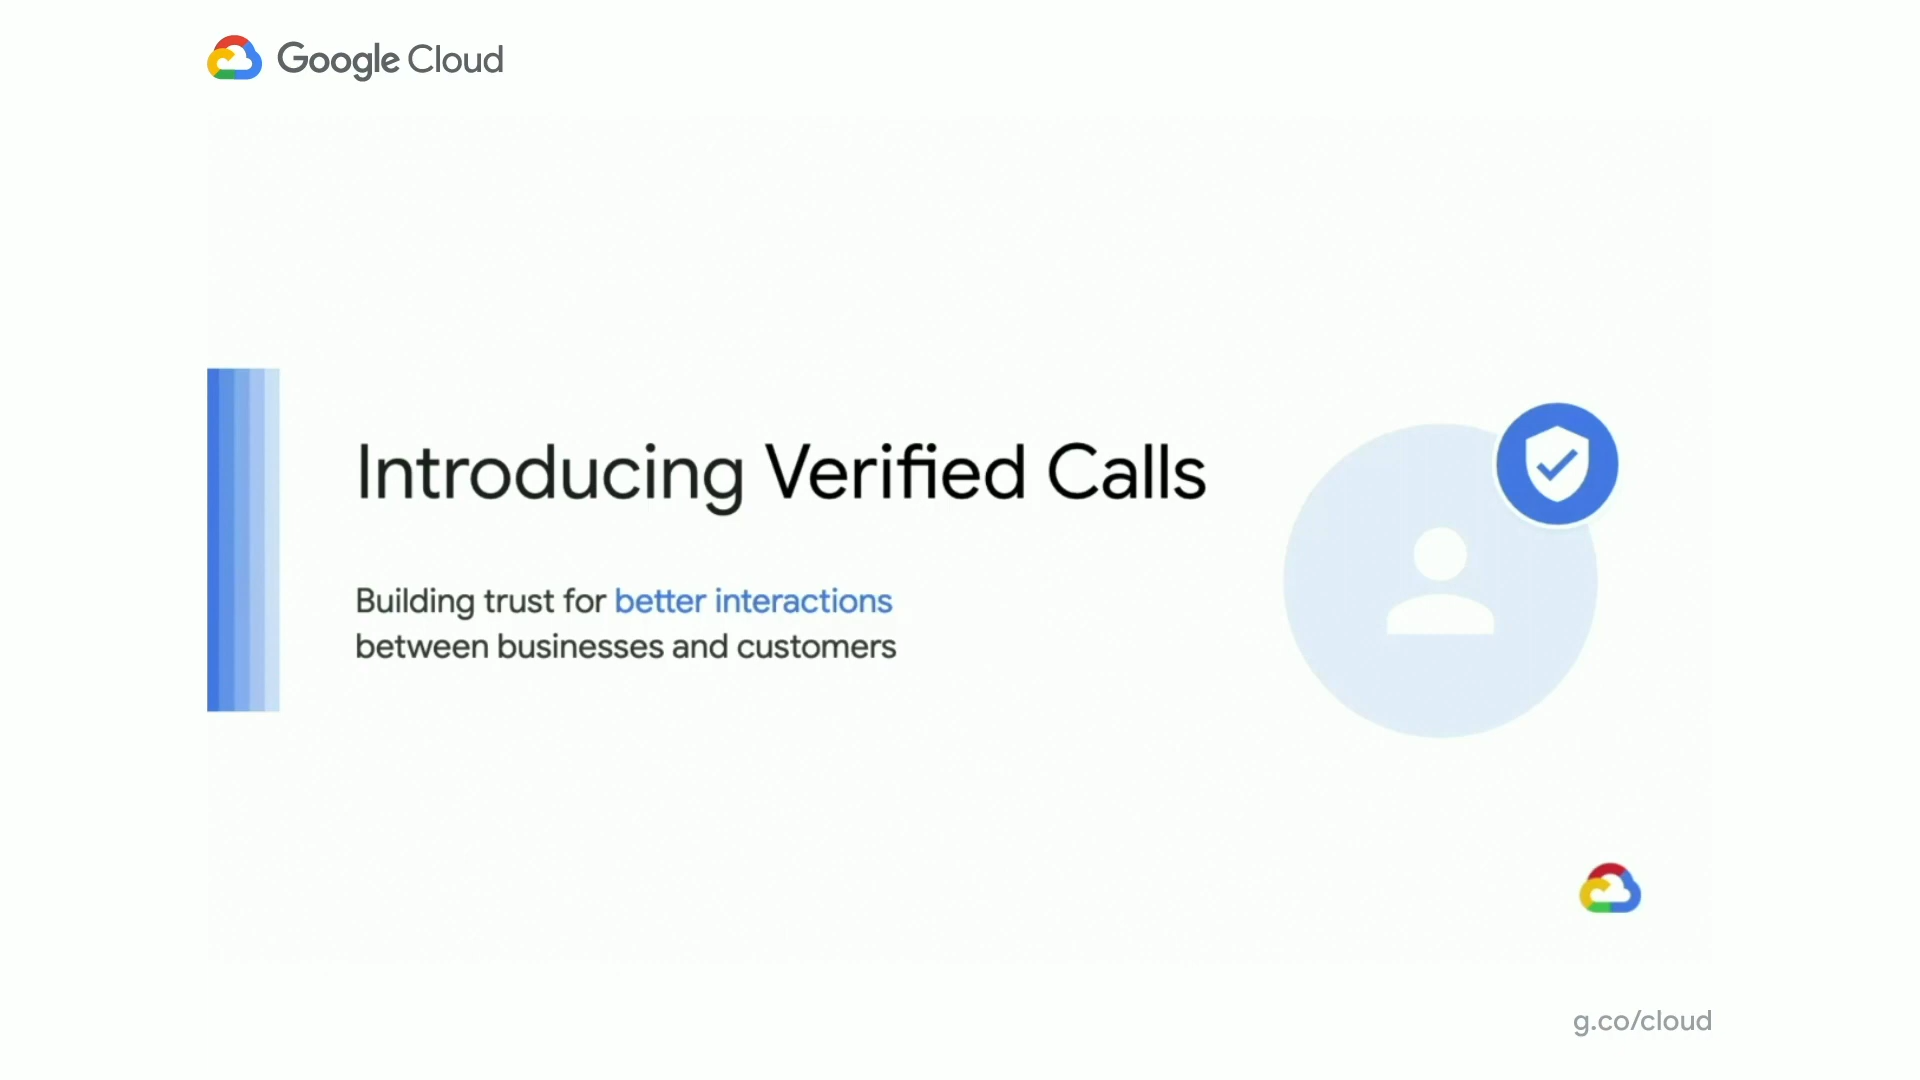 Google Cloud
Introducing Verified Calls
Building trust for better interactions
between businesses and customers
g.co/cloud